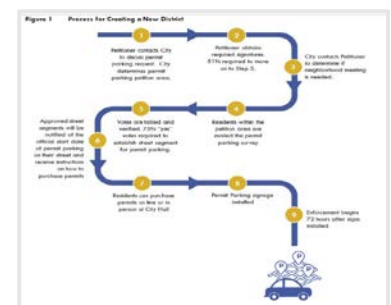 Figure 1 Process for Creating a New District
1
Petitioner contacts City
to discuss permit
parking request. City
determines permit
parking petition area.
2
Petitioner obtains
required signatures.
51% required to move
on to Step 3.
3
City contacts Petitioner
to determine if
neighborhood meeting
is needed.
4
Residents within the
petition area are
mailed the permit
parking survey
5
Votes are tallied and
verified. 75% "yes"
votes required to
establish street segment
for permit parking.
6
Approved street
segments will be
notified of the
official start date
of permit parking
on their street and
receive instructions
on how to
purchase permits
7
Residents can purchase
permits on line or in
person at City Hall
8
Permit Parking signage
installed
9
Enforcement begins
72 hours after signs
installed
P
P
P